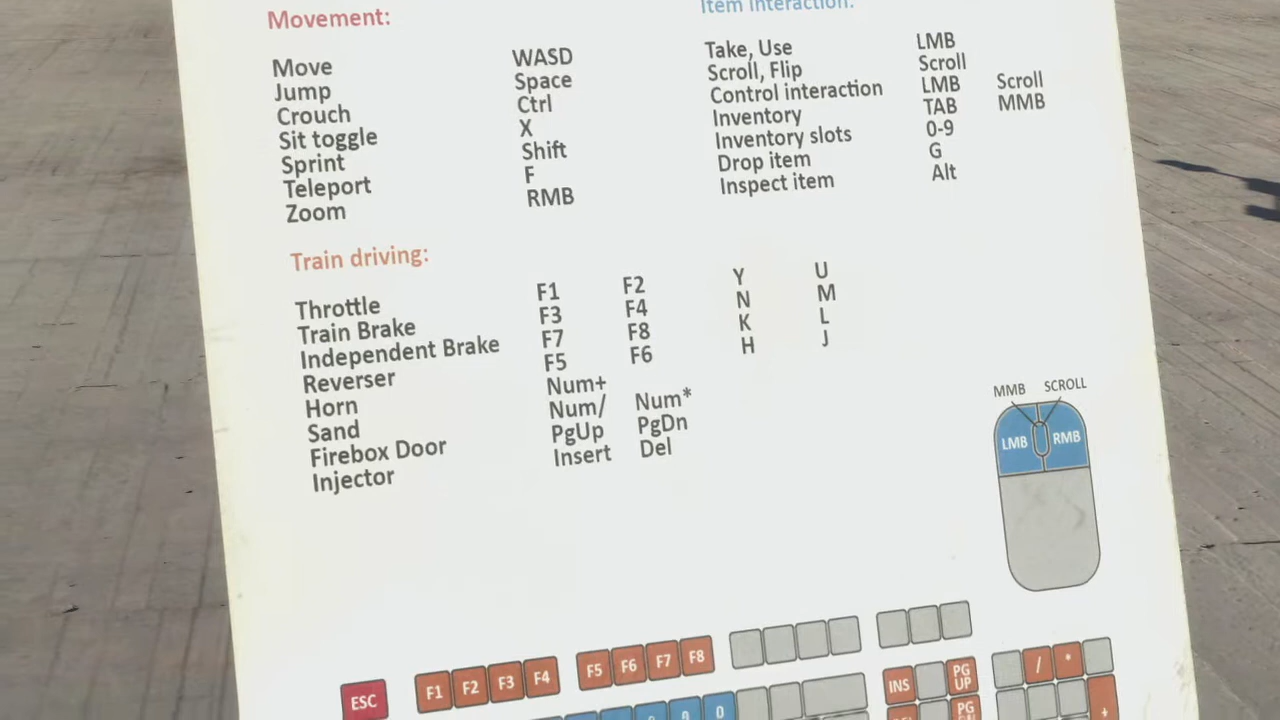 Movement:
Move WASD
Jump Space
Crouch Ctrl
Sit toggle X
Sprint Shift
Teleport F
Zoom RMB
Item interaction:
Take, Use LMB
Scroll, Flip Scroll
Control interaction LMB Scroll
Inventory TAB MMB
Inventory slots 0-9
Drop item G
Inspect item Alt
Train driving:
Throttle F1 F2 Y U
Train Brake F3 F4 N M
Independent Brake F7 F8 K L
Reverser F5 F6 H J
Horn Num+
Sand Num/ Num*
Firebox Door PgUp PgDn
Injector Insert Del
MMB SCROLL
LMB RMB
ESC F1 F2 F3 F4 F5 F6 F7 F8
INS PG UP / *
PG +